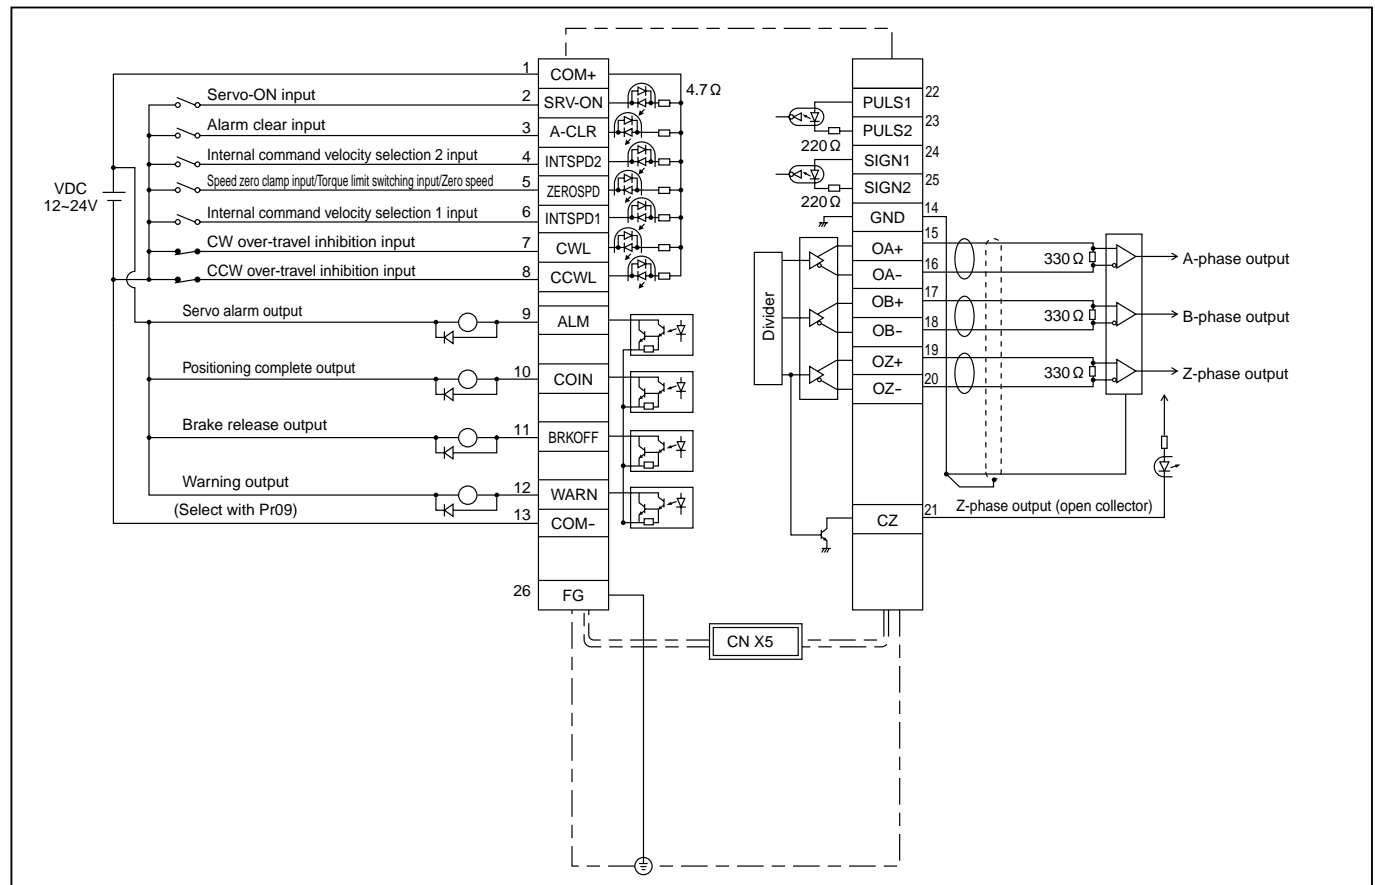 1
COM+
4.7Ω
Servo-ON input
2
SRV-ON
Alarm clear input
3
A-CLR
Internal command velocity selection 2 input
4
INTSPD2
VDC
12~24V
Speed zero clamp input/Torque limit switching input/Zero speed
5
ZEROSPD
Internal command velocity selection 1 input
6
INTSPD1
CW over-travel inhibition input
7
CWL
CCW over-travel inhibition input
8
CCWL
Servo alarm output
9
ALM
Positioning complete output
10
COIN
Brake release output
11
BRKOFF
Warning output
12
WARN
(Select with Pr09)
13
COM−
26
FG
CN X5
22
PULS1
23
PULS2
220Ω
24
SIGN1
25
SIGN2
220Ω
14
GND
15
OA+
16
OA−
330Ω
A-phase output
17
OB+
18
OB−
330Ω
B-phase output
19
OZ+
20
OZ−
330Ω
Z-phase output
Divider
21
CZ
Z-phase output (open collector)